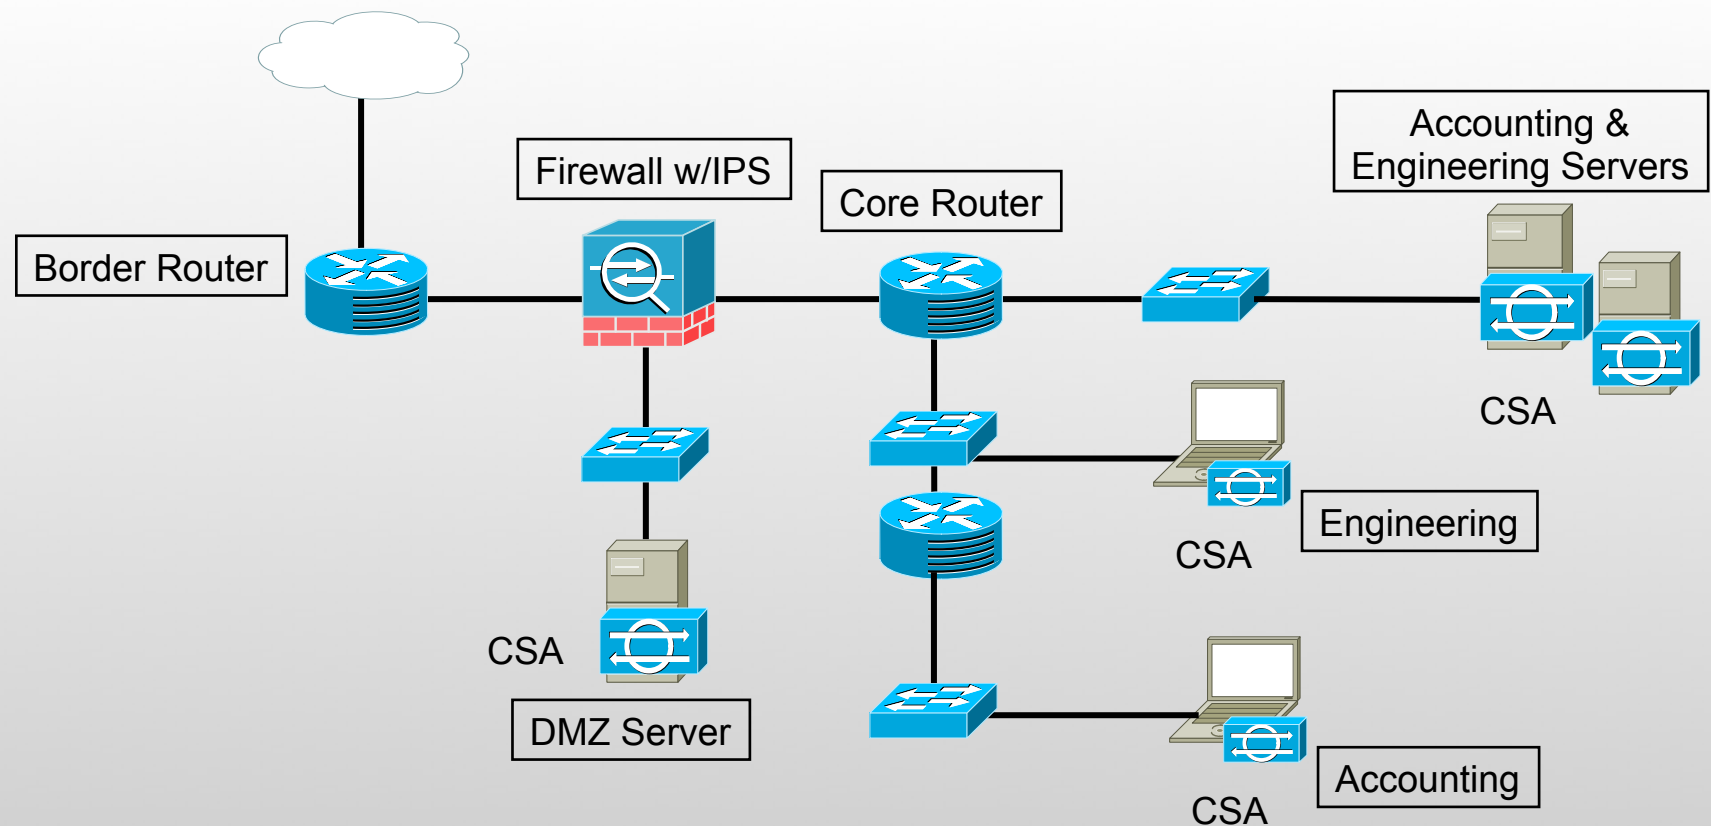 Accounting &
Engineering Servers
Firewall w/IPS
Core Router
Border Router
CSA
Engineering
CSA
CSA
DMZ Server
Accounting
CSA